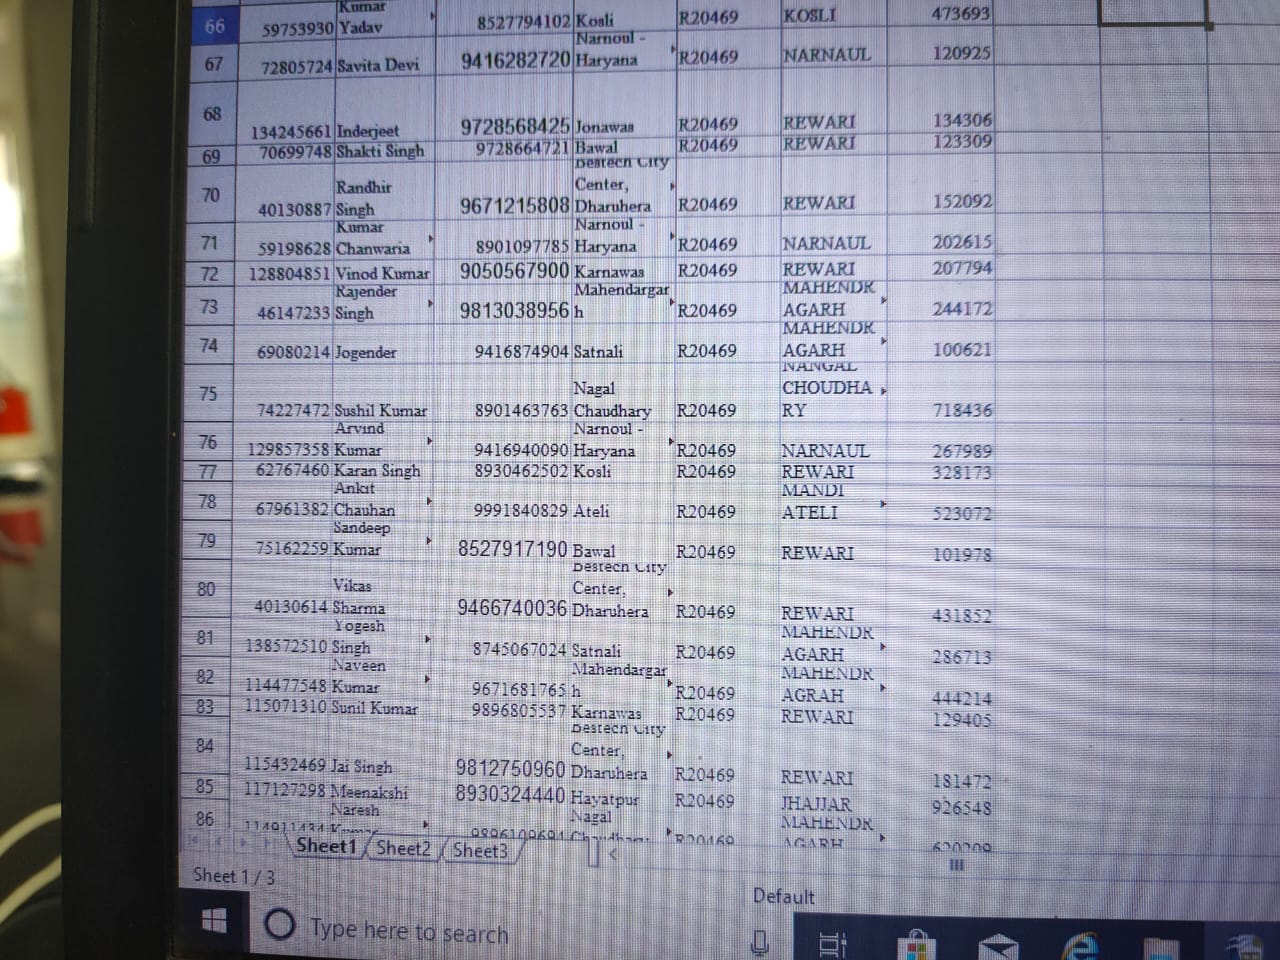 66 59753930 Kumar Yadav 8527794102 Kosli R20469 KOSLI 473693
67 72805724 Savita Devi 9416282720 Narnoul - Haryana R20469 NARNAUL 120925
68 134245661 Inderjeet 9728568425 Jonawas R20469 REWARI 134306
69 70699748 Shakti Singh 9728664721 Bawal R20469 REWARI 123309
70 40130887 Randhir Singh 9671215808 Bestech City Center, Dharuhera R20469 REWARI 152092
71 59198628 Kumar Chanwaria 8901097785 Narnoul - Haryana R20469 NARNAUL 202615
72 128804851 Vinod Kumar 9050567900 Karnawas R20469 REWARI 207794
73 46147233 Rajender Singh 9813038956 Mahendargarh R20469 MAHENDRAGARH 244172
74 69080214 Jogender 9416874904 Satnali R20469 MAHENDRAGARH 100621
75 74227472 Sushil Kumar 8901463763 Nagal Chaudhary R20469 NANGAL CHOUDHARY 718436
76 129857358 Arvind Kumar 9416940090 Narnoul - Haryana R20469 NARNAUL 267989
77 62767460 Karan Singh 8930462502 Kosli R20469 REWARI 328173
78 67961382 Ankit Chauhan 9991840829 Ateli R20469 MANDI ATELI 523072
79 75162259 Sandeep Kumar 8527917190 Bawal R20469 REWARI 101978
80 40130614 Vikas Sharma 9466740036 Bestech City Center, Dharuhera R20469 REWARI 431852
81 138572510 Yogesh Singh 8745067024 Satnali R20469 MAHENDRAGARH 286713
82 114477548 Naveen Kumar 9671681765 Mahendargarh R20469 MAHENDRAGRAH 444214
83 115071310 Sunil Kumar 9896805537 Karnawas R20469 REWARI 129405
84 115432469 Jai Singh 9812750960 Bestech City Center, Dharuhera R20469 REWARI 181472
85 117127298 Meenakshi 8930324440 Hayatpur R20469 JHAJJAR 926548
86 Naresh Nagal MAHENDR
Sheet1 Sheet2 Sheet3
Sheet 1 / 3
Default
Type here to search